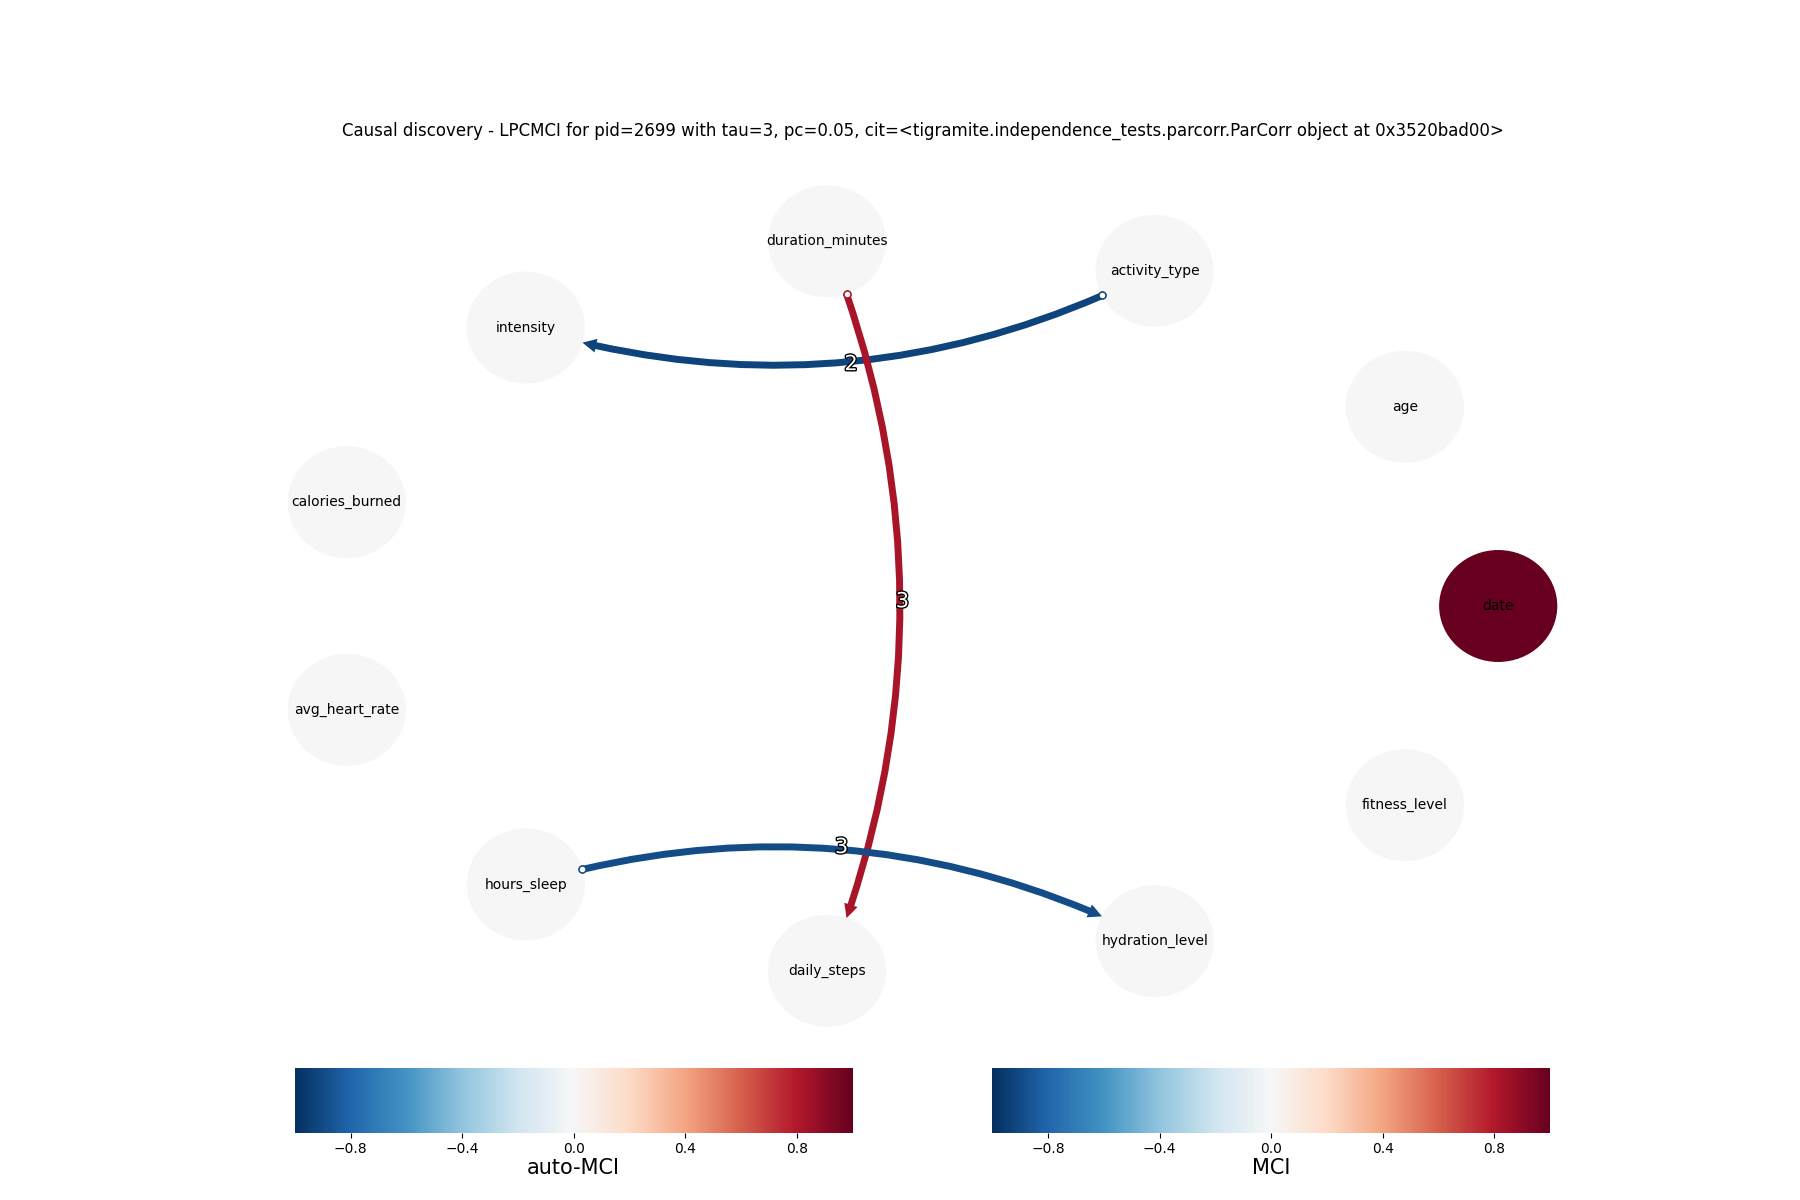 Causal discovery - LPCMCI for pid=2699 with tau=3, pc=0.05, cit=<tigramite.independence_tests.parcorr.ParCorr object at 0x3520bad00>
duration_minutes
activity_type
intensity
2
age
calories_burned
3
date
avg_heart_rate
fitness_level
3
hours_sleep
hydration_level
daily_steps
−0.8 −0.4 0.0 0.4 0.8
auto-MCI
−0.8 −0.4 0.0 0.4 0.8
MCI